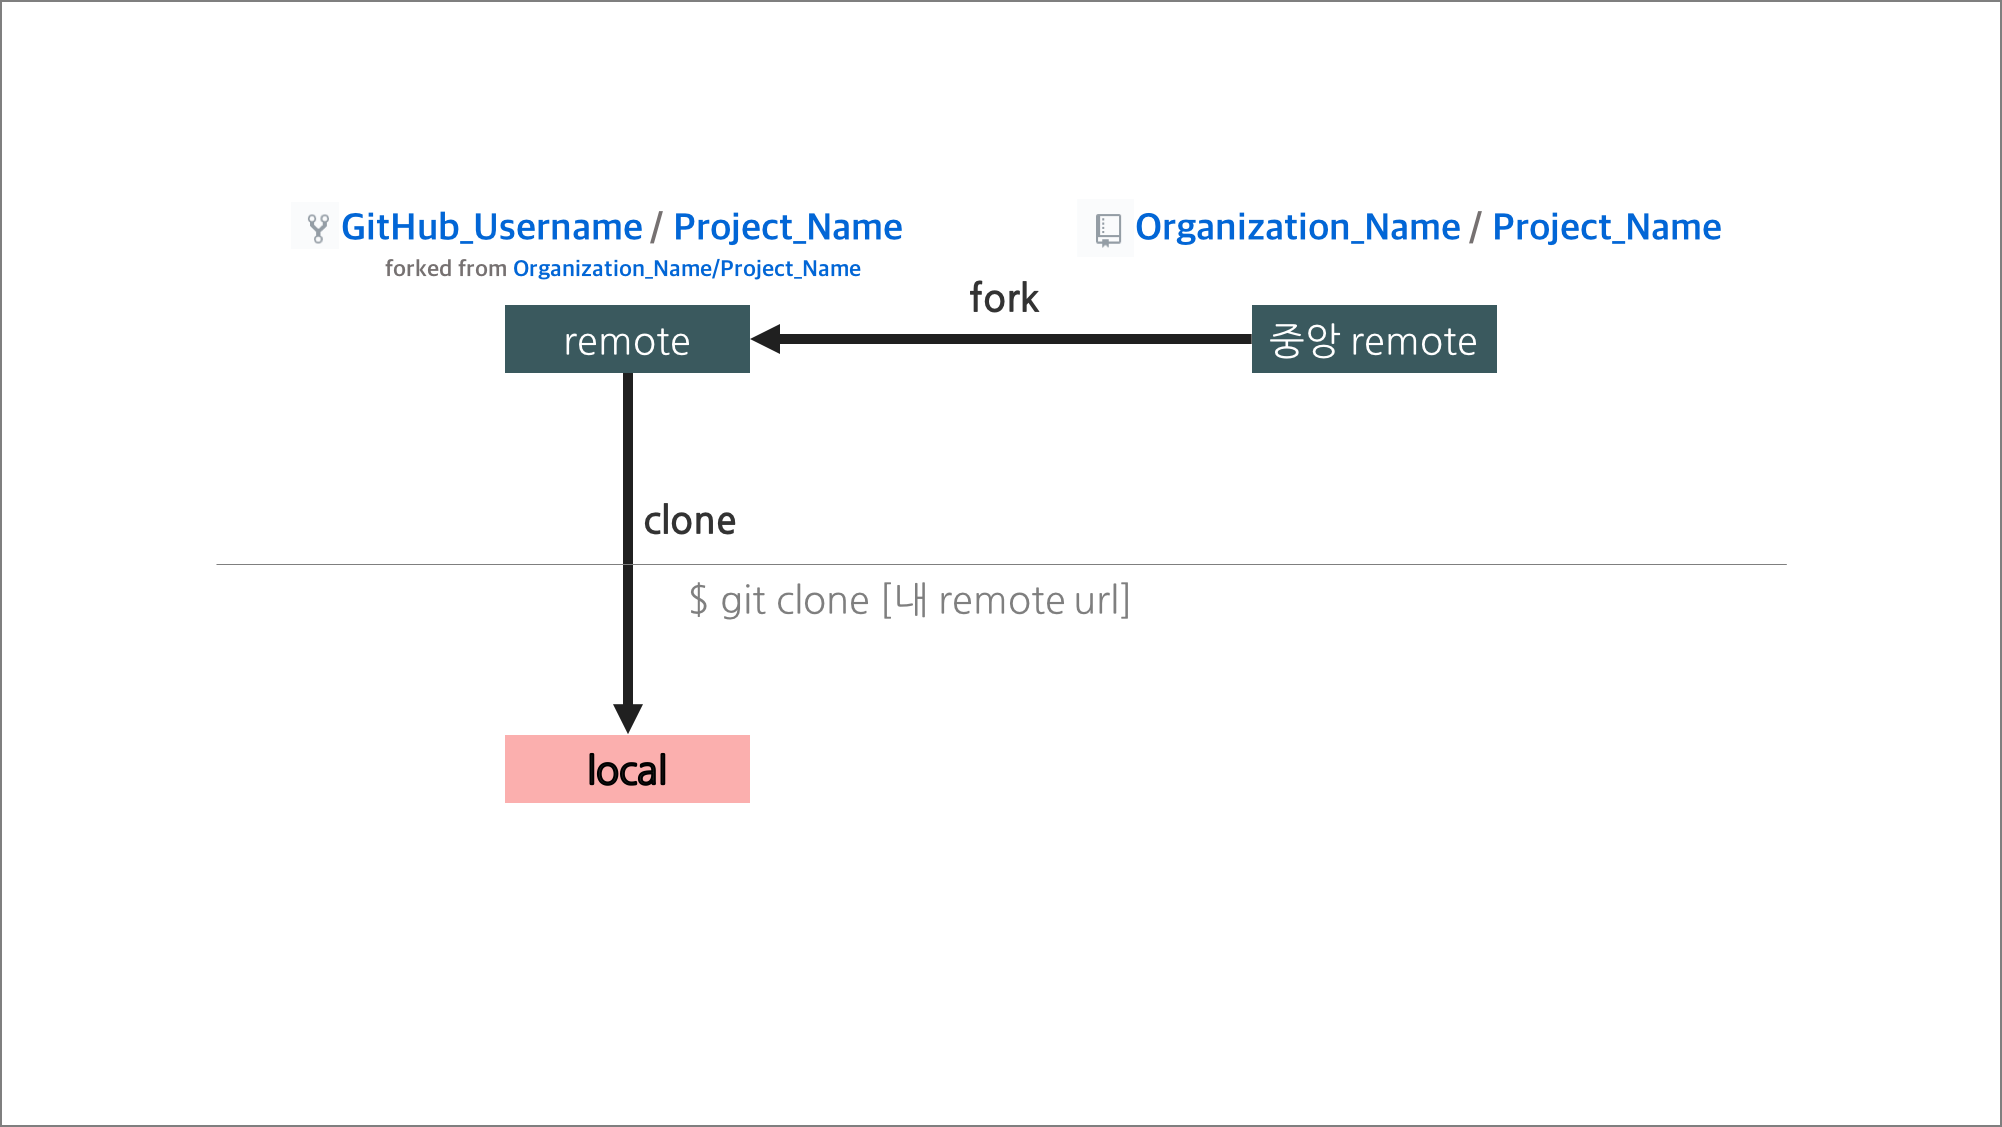 GitHub_Username / Project_Name
forked from Organization_Name/Project_Name
Organization_Name / Project_Name
fork
remote
중앙 remote
clone
$ git clone [내 remote url]
local